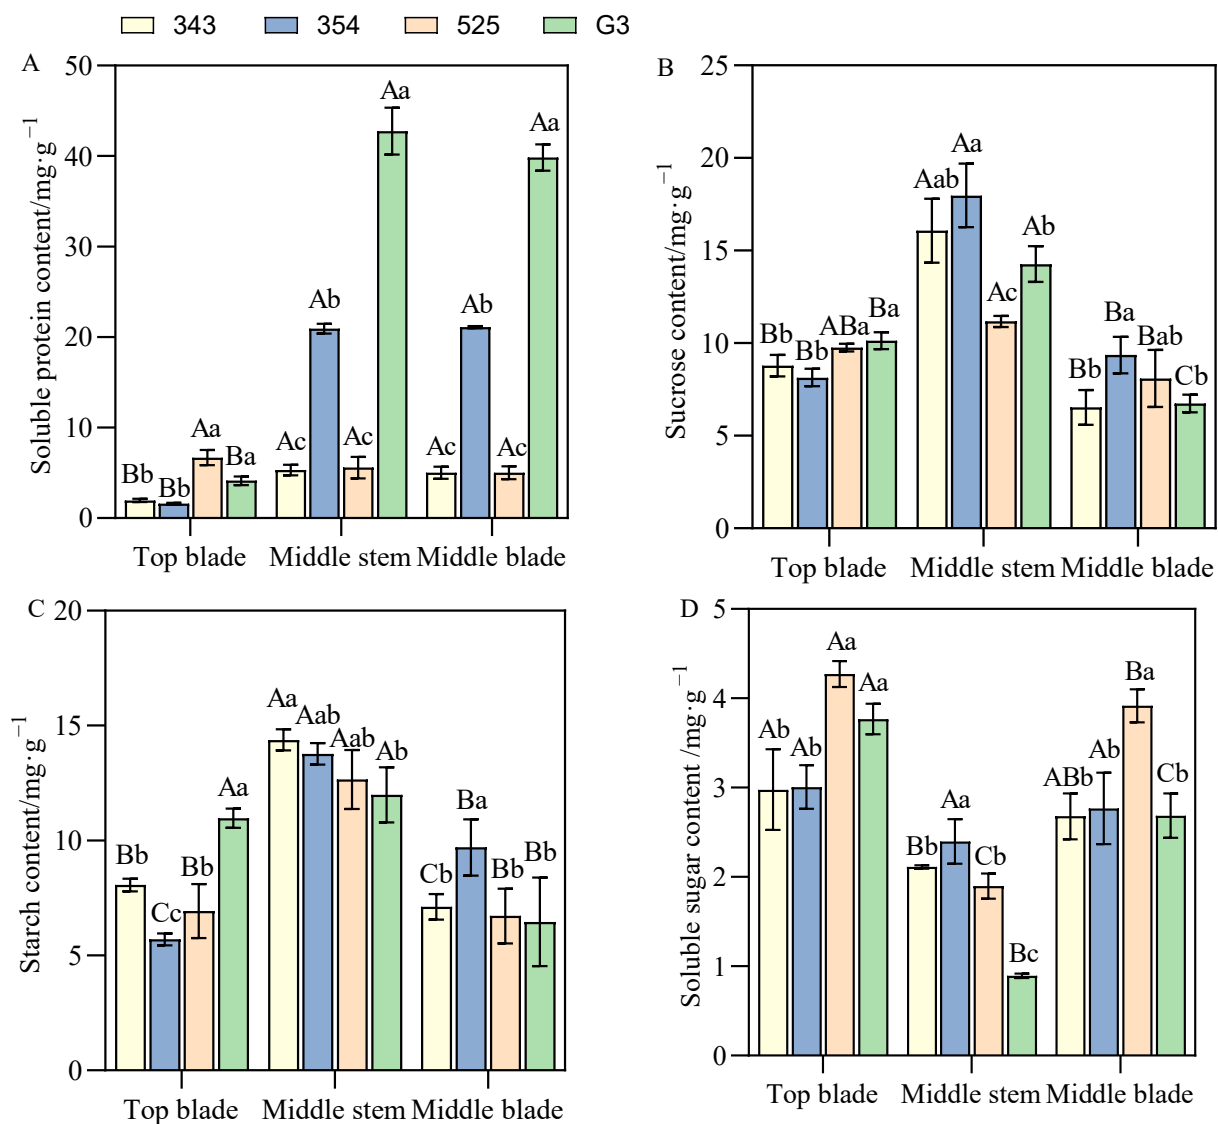 343 354 525 G3
A
Soluble protein content/mg·g⁻¹
50
40
30
20
10
0
Bb Bb Aa Ba
Ac Ab Ac Aa
Ac Ab Ac Aa
Top blade Middle stem Middle blade
B
Sucrose content/mg·g⁻¹
25
20
15
10
5
0
Bb Bb ABa Ba
Aab Aa Ac Ab
Bb Ba Bab Cb
Top blade Middle stem Middle blade
C
Starch content/mg·g⁻¹
20
15
10
5
0
Bb Cc Bb Aa
Aa Aab Aab Ab
Cb Ba Bb Bb
Top blade Middle stem Middle blade
D
Soluble sugar content /mg·g⁻¹
5
4
3
2
1
0
Ab Ab Aa Aa
Bb Aa Cb Bc
ABb Ab Ba Cb
Top blade Middle stem Middle blade